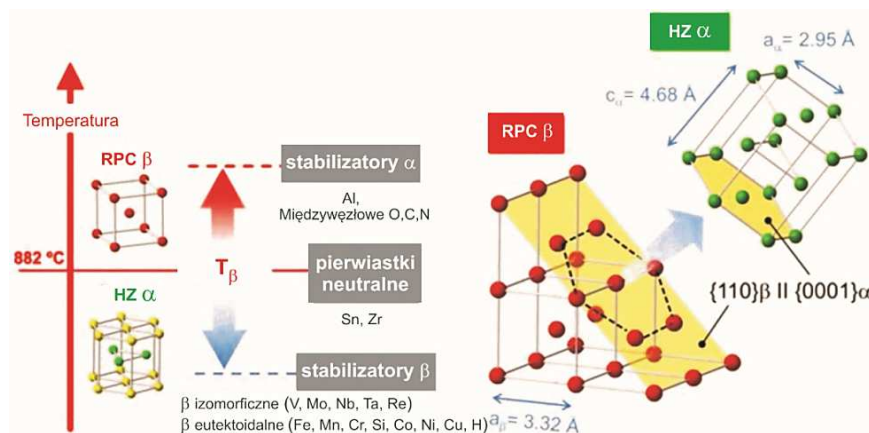 Temperatura
RPC β
882 °C
HZ α
T_β
stabilizatory α
Al,
Międzywęzłowe O,C,N
pierwiastki
neutralne
Sn, Zr
stabilizatory β
β izomorficzne (V, Mo, Nb, Ta, Re)
β eutektoidalne (Fe, Mn, Cr, Si, Co, Ni, Cu, H)
RPC β
a_β = 3.32 Å
HZ α
a_α = 2.95 Å
c_α = 4.68 Å
{110}β II {0001}α